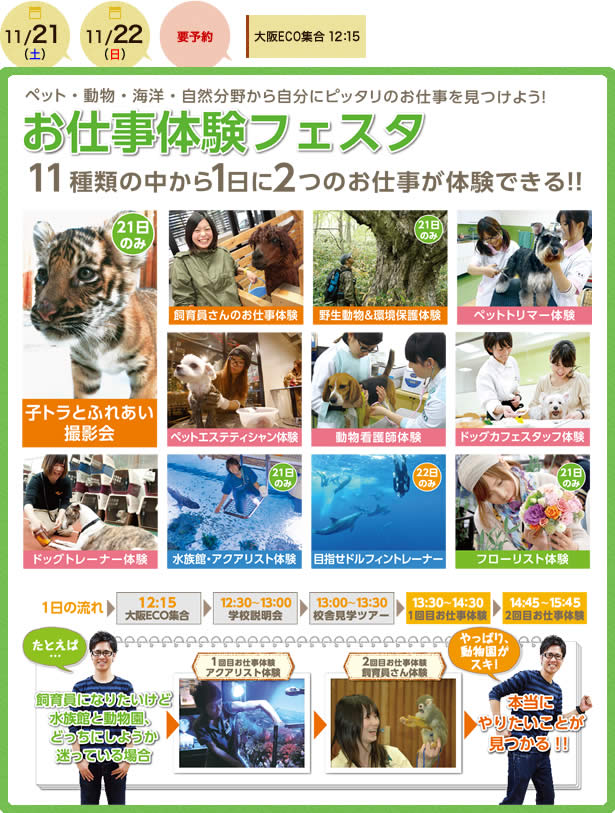 11/21
(土)
11/22
(日)
要予約
大阪ECO集合 12:15
ペット・動物・海洋・自然分野から自分にピッタリのお仕事を見つけよう!
お仕事体験フェスタ
11種類の中から1日に2つのお仕事が体験できる!!
21日
のみ
子トラとふれあい
撮影会
飼育員さんのお仕事体験
21日
のみ
野生動物&環境保護体験
ペットトリマー体験
ペットエステティシャン体験
動物看護師体験
ドッグカフェスタッフ体験
ドッグトレーナー体験
21日
のみ
水族館・アクアリスト体験
22日
のみ
目指せドルフィントレーナー
21日
のみ
フローリスト体験
1日の流れ
12:15
大阪ECO集合
12:30~13:00
学校説明会
13:00~13:30
校舎見学ツアー
13:30~14:30
1回目お仕事体験
14:45~15:45
2回目お仕事体験
たとえば
…
飼育員になりたいけど
水族館と動物園、
どっちにしようか
迷っている場合
1回目お仕事体験
アクアリスト体験
2回目お仕事体験
飼育員さん体験
やっぱり、
動物園が
スキ!
本当に
やりたいことが
見つかる!!